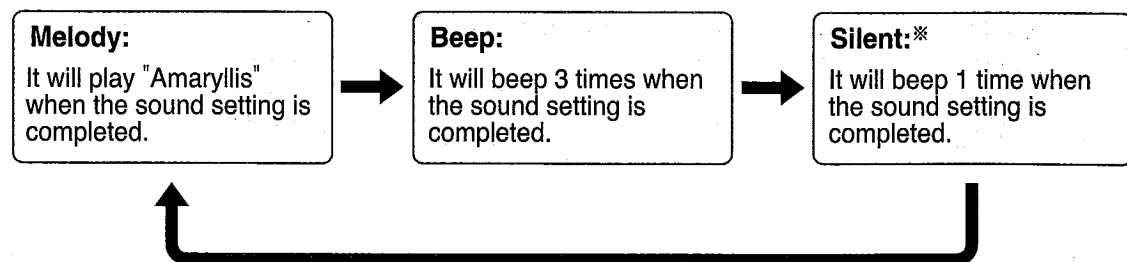 Melody:
It will play "Amaryllis"
when the sound setting is
completed.
Beep:
It will beep 3 times when
the sound setting is
completed.
Silent:※
It will beep 1 time when
the sound setting is
completed.